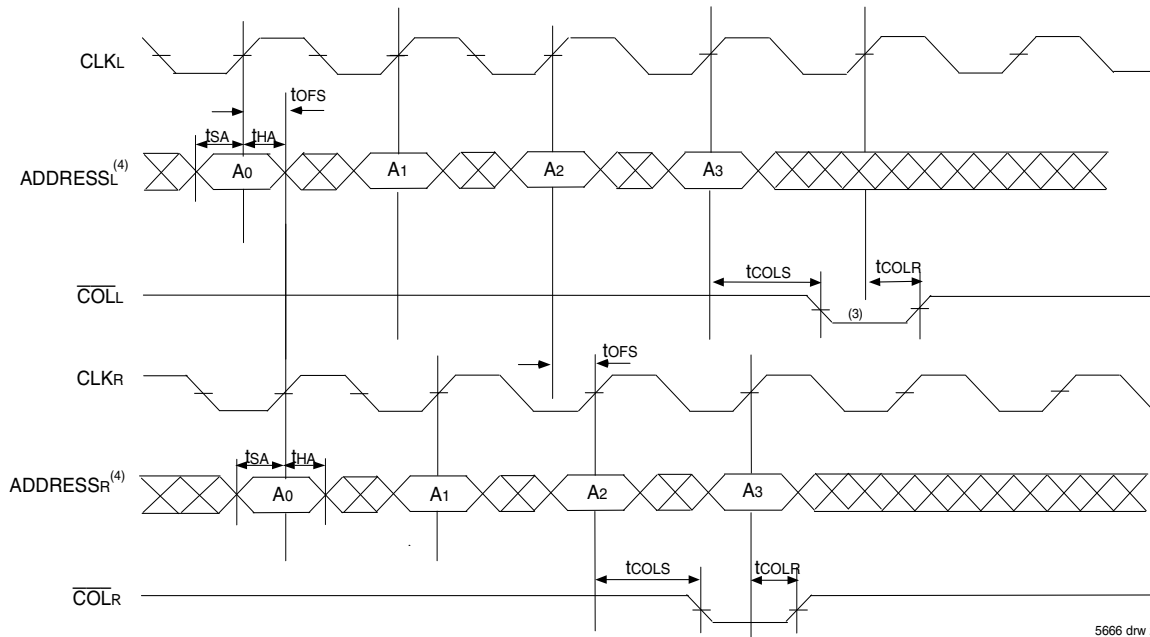 CLKL
tOFS
tSA tHA
ADDRESSL(4)
A0 A1 A2 A3
tCOLS tCOLR
COLL
(3)
tOFS
CLKR
tSA tHA
ADDRESSR(4)
A0 A1 A2 A3
tCOLS tCOLR
COLR
5666 drw